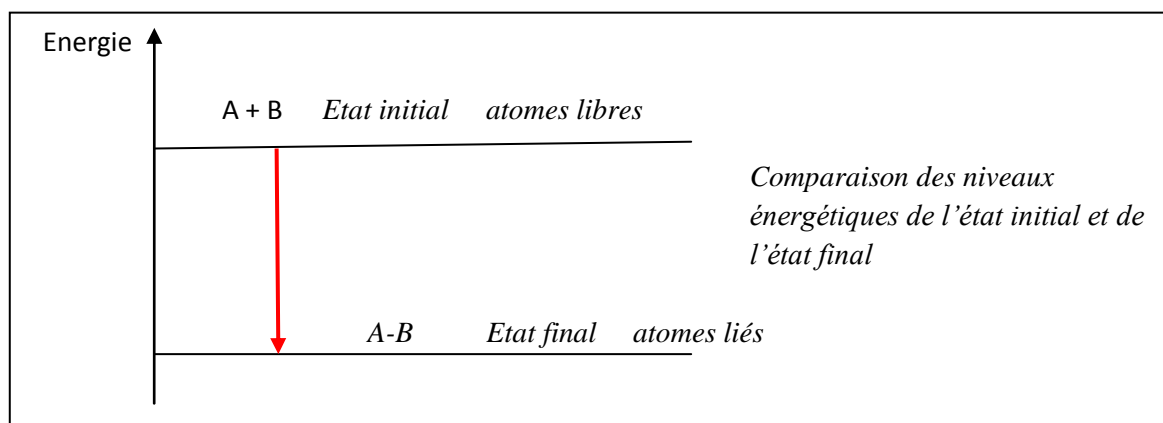 Energie
A + B Etat initial atomes libres
Comparaison des niveaux
énergétiques de l’état initial et de
l’état final
A-B Etat final atomes liés